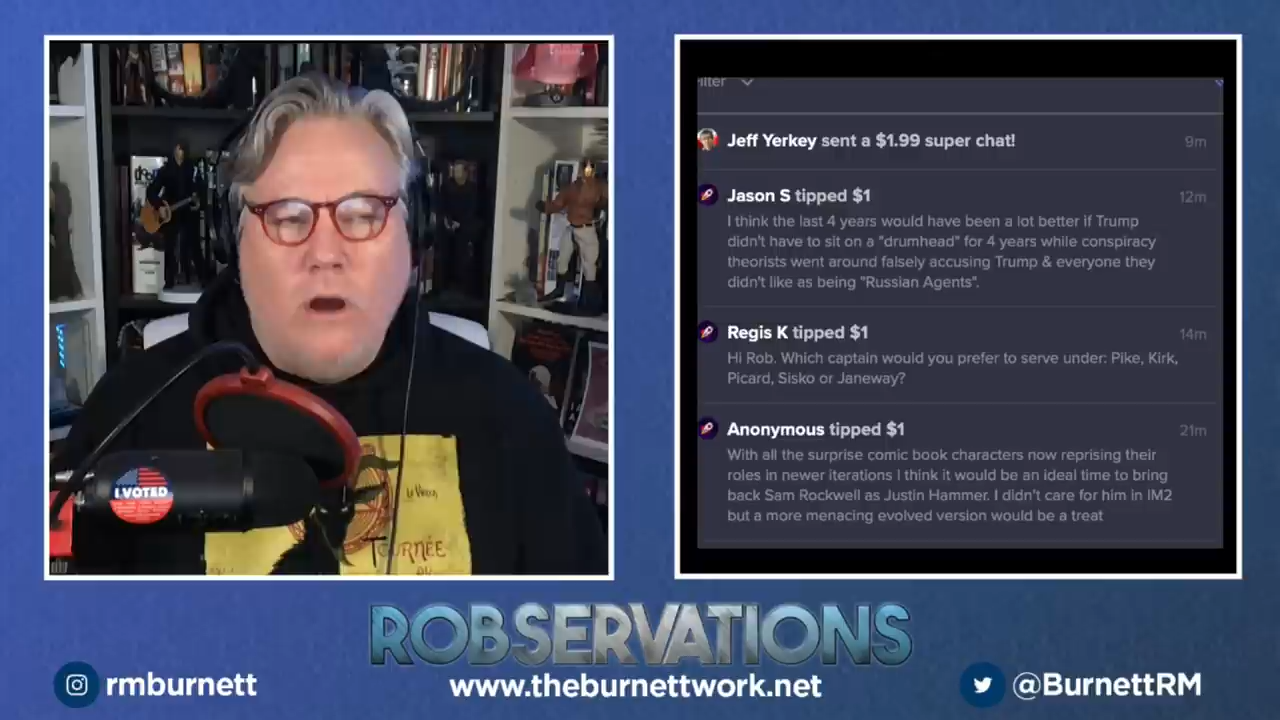 I VOTED
Le Vieux
TOURNÉE
DU
Jeff Yerkey sent a $1.99 super chat!
9m
Jason S tipped $1
12m
I think the last 4 years would have been a lot better if Trump
didn't have to sit on a "drumhead" for 4 years while conspiracy
theorists went around falsely accusing Trump & everyone they
didn't like as being "Russian Agents".
Regis K tipped $1
14m
Hi Rob. Which captain would you prefer to serve under: Pike, Kirk,
Picard, Sisko or Janeway?
Anonymous tipped $1
21m
With all the surprise comic book characters now reprising their
roles in newer iterations I think it would be an ideal time to bring
back Sam Rockwell as Justin Hammer. I didn't care for him in IM2
but a more menacing evolved version would be a treat
ROBSERVATIONS
rmburnett
www.theburnettwork.net
@BurnettRM